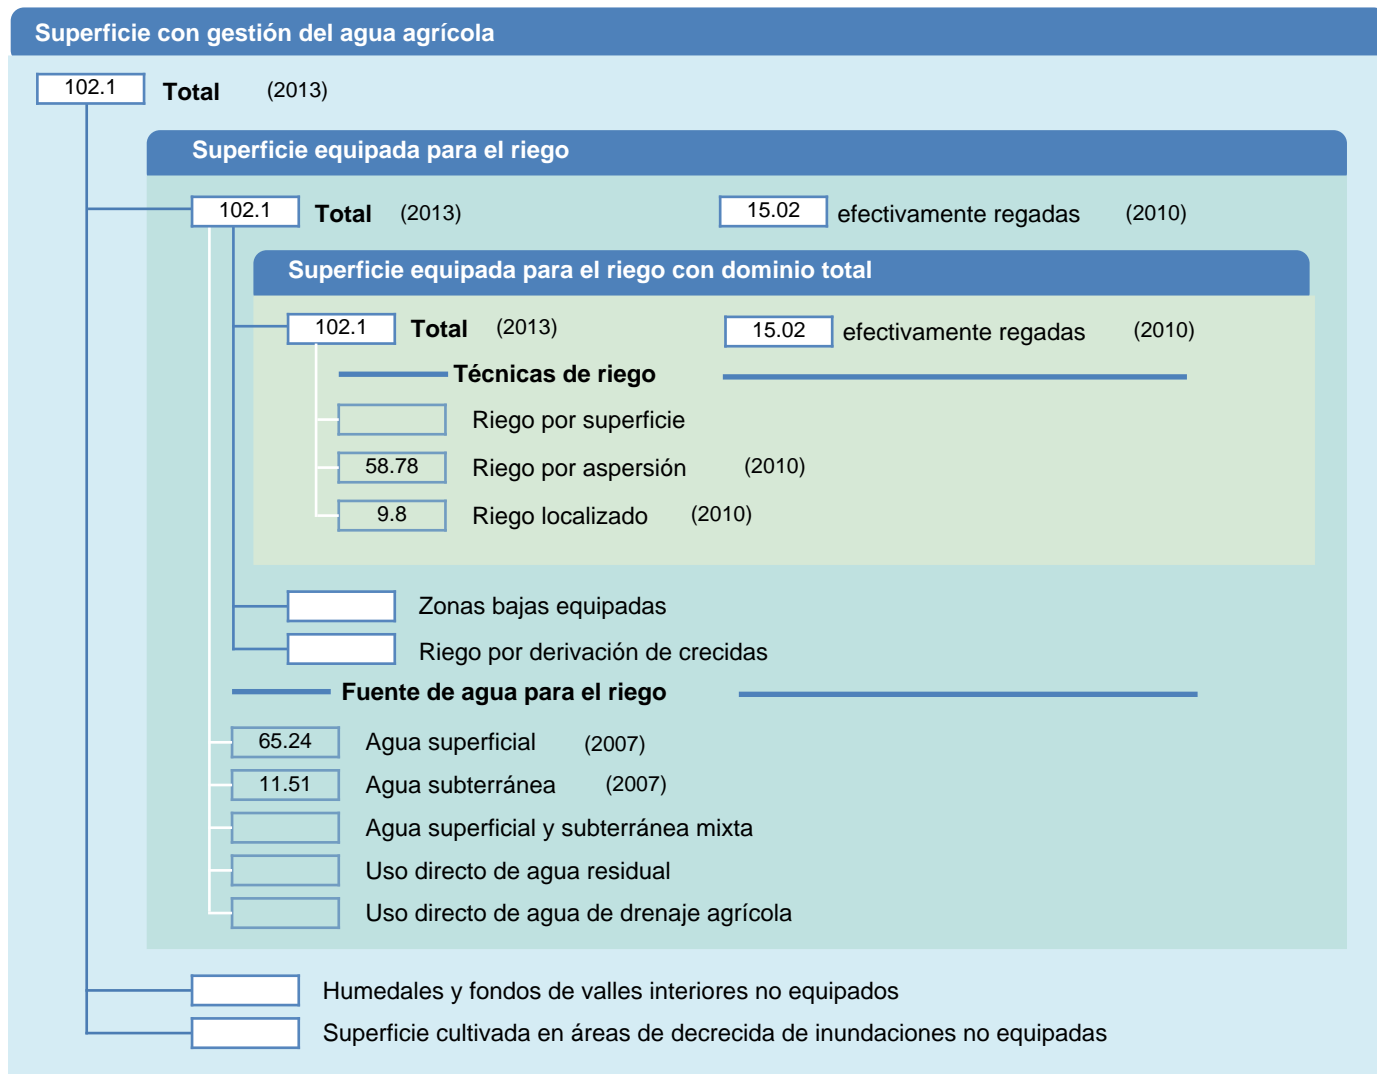 Superficie con gestión del agua agrícola
102.1 Total (2013)
Superficie equipada para el riego
102.1 Total (2013) 15.02 efectivamente regadas (2010)
Superficie equipada para el riego con dominio total
102.1 Total (2013) 15.02 efectivamente regadas (2010)
Técnicas de riego
Riego por superficie
58.78 Riego por aspersión (2010)
9.8 Riego localizado (2010)
Zonas bajas equipadas
Riego por derivación de crecidas
Fuente de agua para el riego
65.24 Agua superficial (2007)
11.51 Agua subterránea (2007)
Agua superficial y subterránea mixta
Uso directo de agua residual
Uso directo de agua de drenaje agrícola
Humedales y fondos de valles interiores no equipados
Superficie cultivada en áreas de decrecida de inundaciones no equipadas